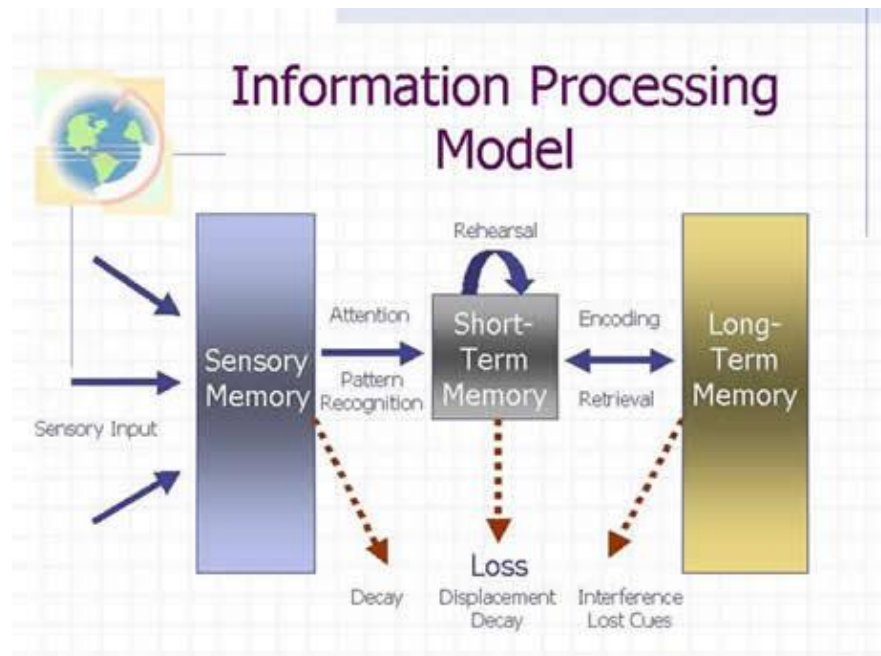 Information Processing
Model
Rehearsal
Attention
Short-
Term
Memory
Encoding
Long-
Term
Memory
Sensory
Memory
Pattern
Recognition
Retrieval
Sensory Input
Loss
Decay
Displacement
Decay
Interference
Lost Cues